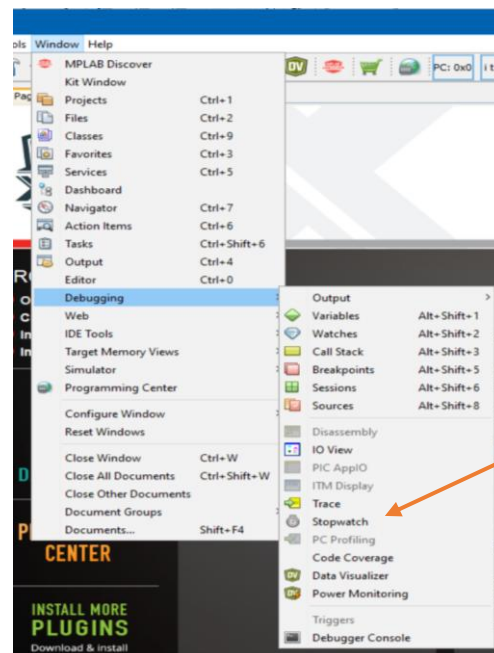 ols Window Help
PC: 0x0
MPLAB Discover
Kit Window
Pag
Projects Ctrl+1
Files Ctrl+2
Classes Ctrl+9
Favorites Ctrl+3
Services Ctrl+5
Dashboard
Navigator Ctrl+7
Action Items Ctrl+6
Tasks Ctrl+Shift+6
Output Ctrl+4
Editor Ctrl+0
Debugging
Web
IDE Tools
Target Memory Views
Simulator
Programming Center
Configure Window
Reset Windows
Close Window Ctrl+W
Close All Documents Ctrl+Shift+W
Close Other Documents
Document Groups
Documents... Shift+F4
Output
Variables Alt+Shift+1
Watches Alt+Shift+2
Call Stack Alt+Shift+3
Breakpoints Alt+Shift+5
Sessions Alt+Shift+6
Sources Alt+Shift+8
Disassembly
IO View
PIC AppIO
ITM Display
Trace
Stopwatch
PC Profiling
Code Coverage
Data Visualizer
Power Monitoring
Triggers
Debugger Console
CENTER
INSTALL MORE
PLUGINS
Download & install